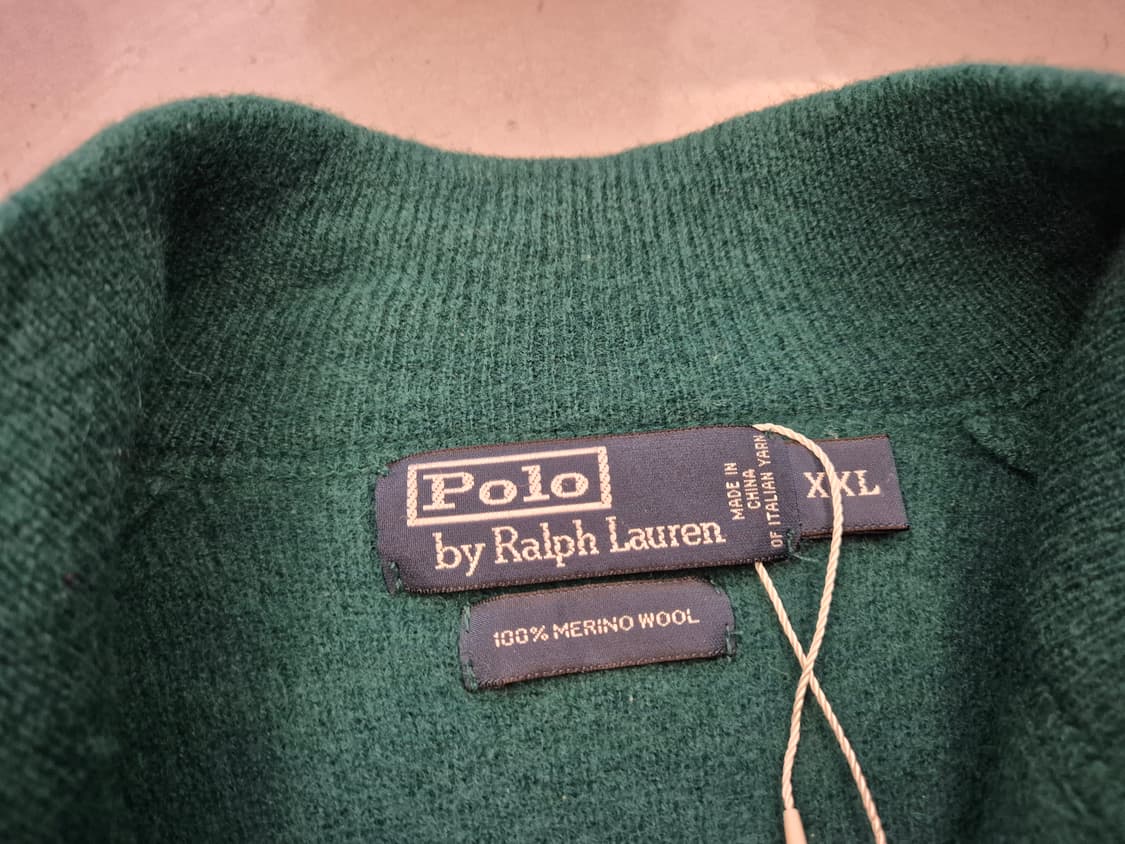 Polo
by Ralph Lauren
MADE IN
CHINA
OF ITALIAN YARN
XXL
100% MERINO WOOL